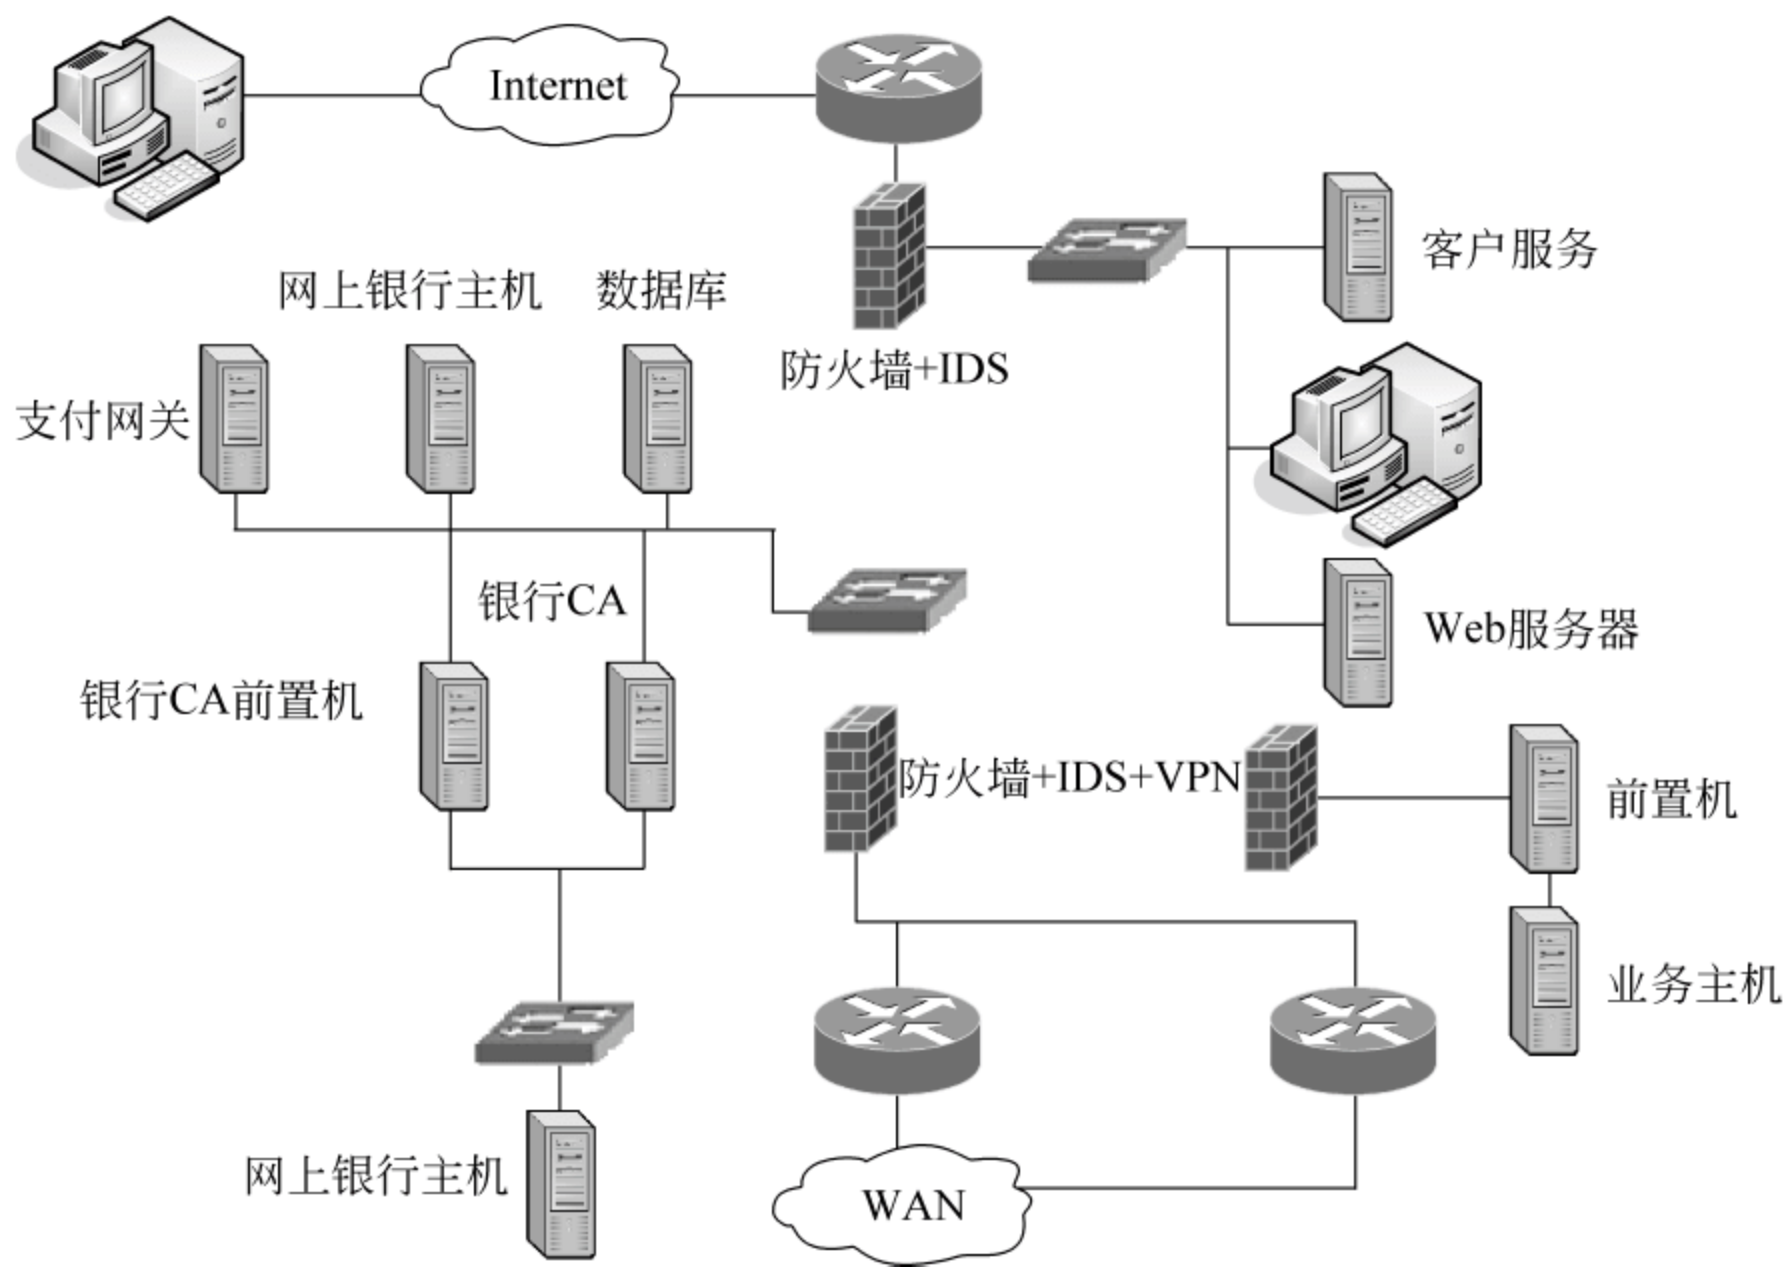 Internet
客户服务
网上银行主机
数据库
防火墙+IDS
支付网关
银行CA
Web服务器
银行CA前置机
防火墙+IDS+VPN
前置机
业务主机
网上银行主机
WAN